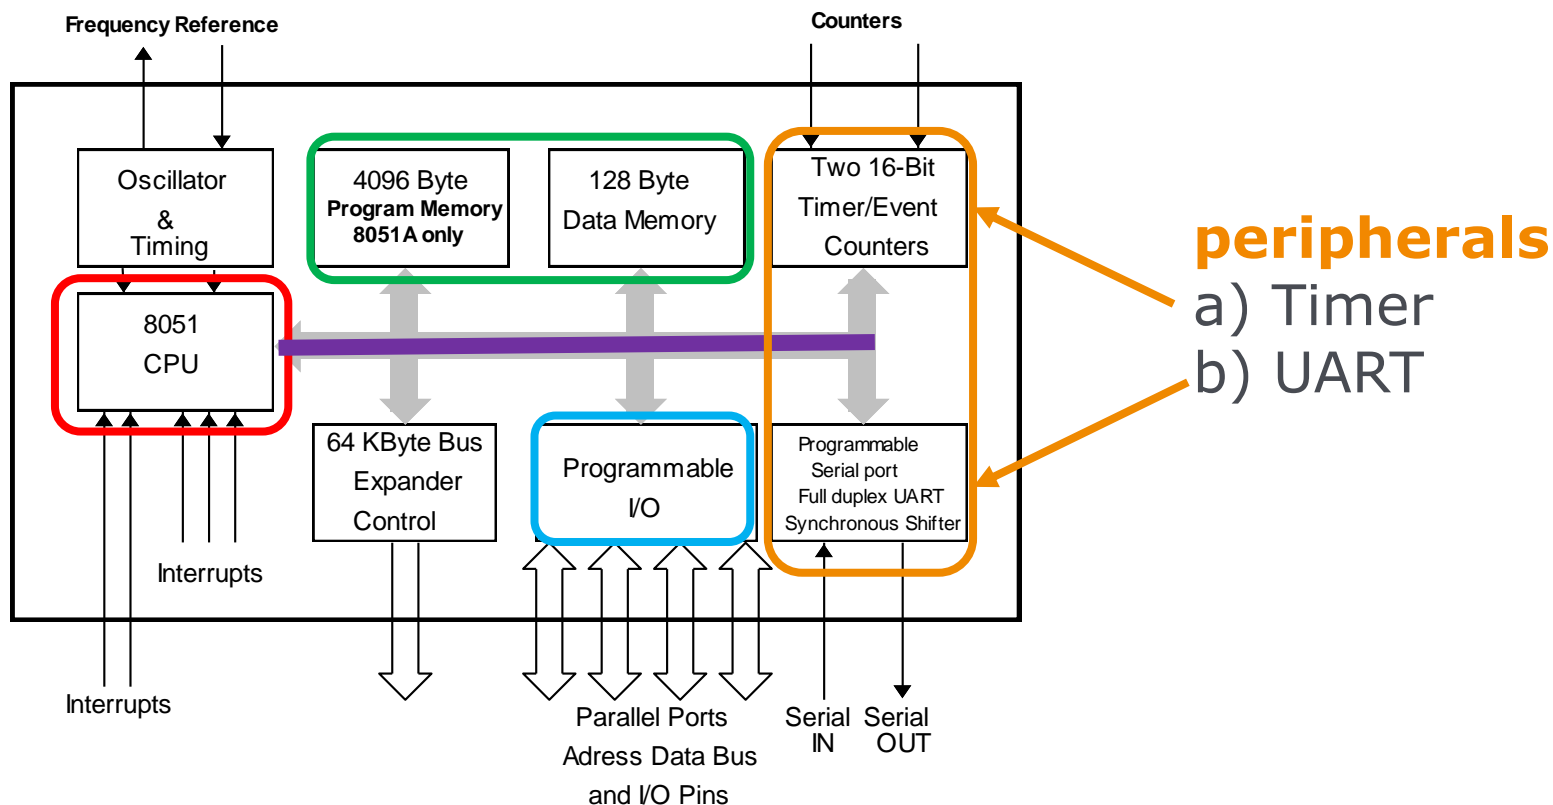 Frequency Reference
Counters
Oscillator
&
Timing
4096 Byte
Program Memory
8051A only
128 Byte
Data Memory
Two 16-Bit
Timer/Event
Counters
peripherals
a) Timer
b) UART
8051
CPU
64 KByte Bus
Expander
Control
Programmable
I/O
Programmable
Serial port
Full duplex UART
Synchronous Shifter
Interrupts
Interrupts
Parallel Ports
Adress Data Bus
and I/O Pins
Serial
IN
Serial
OUT